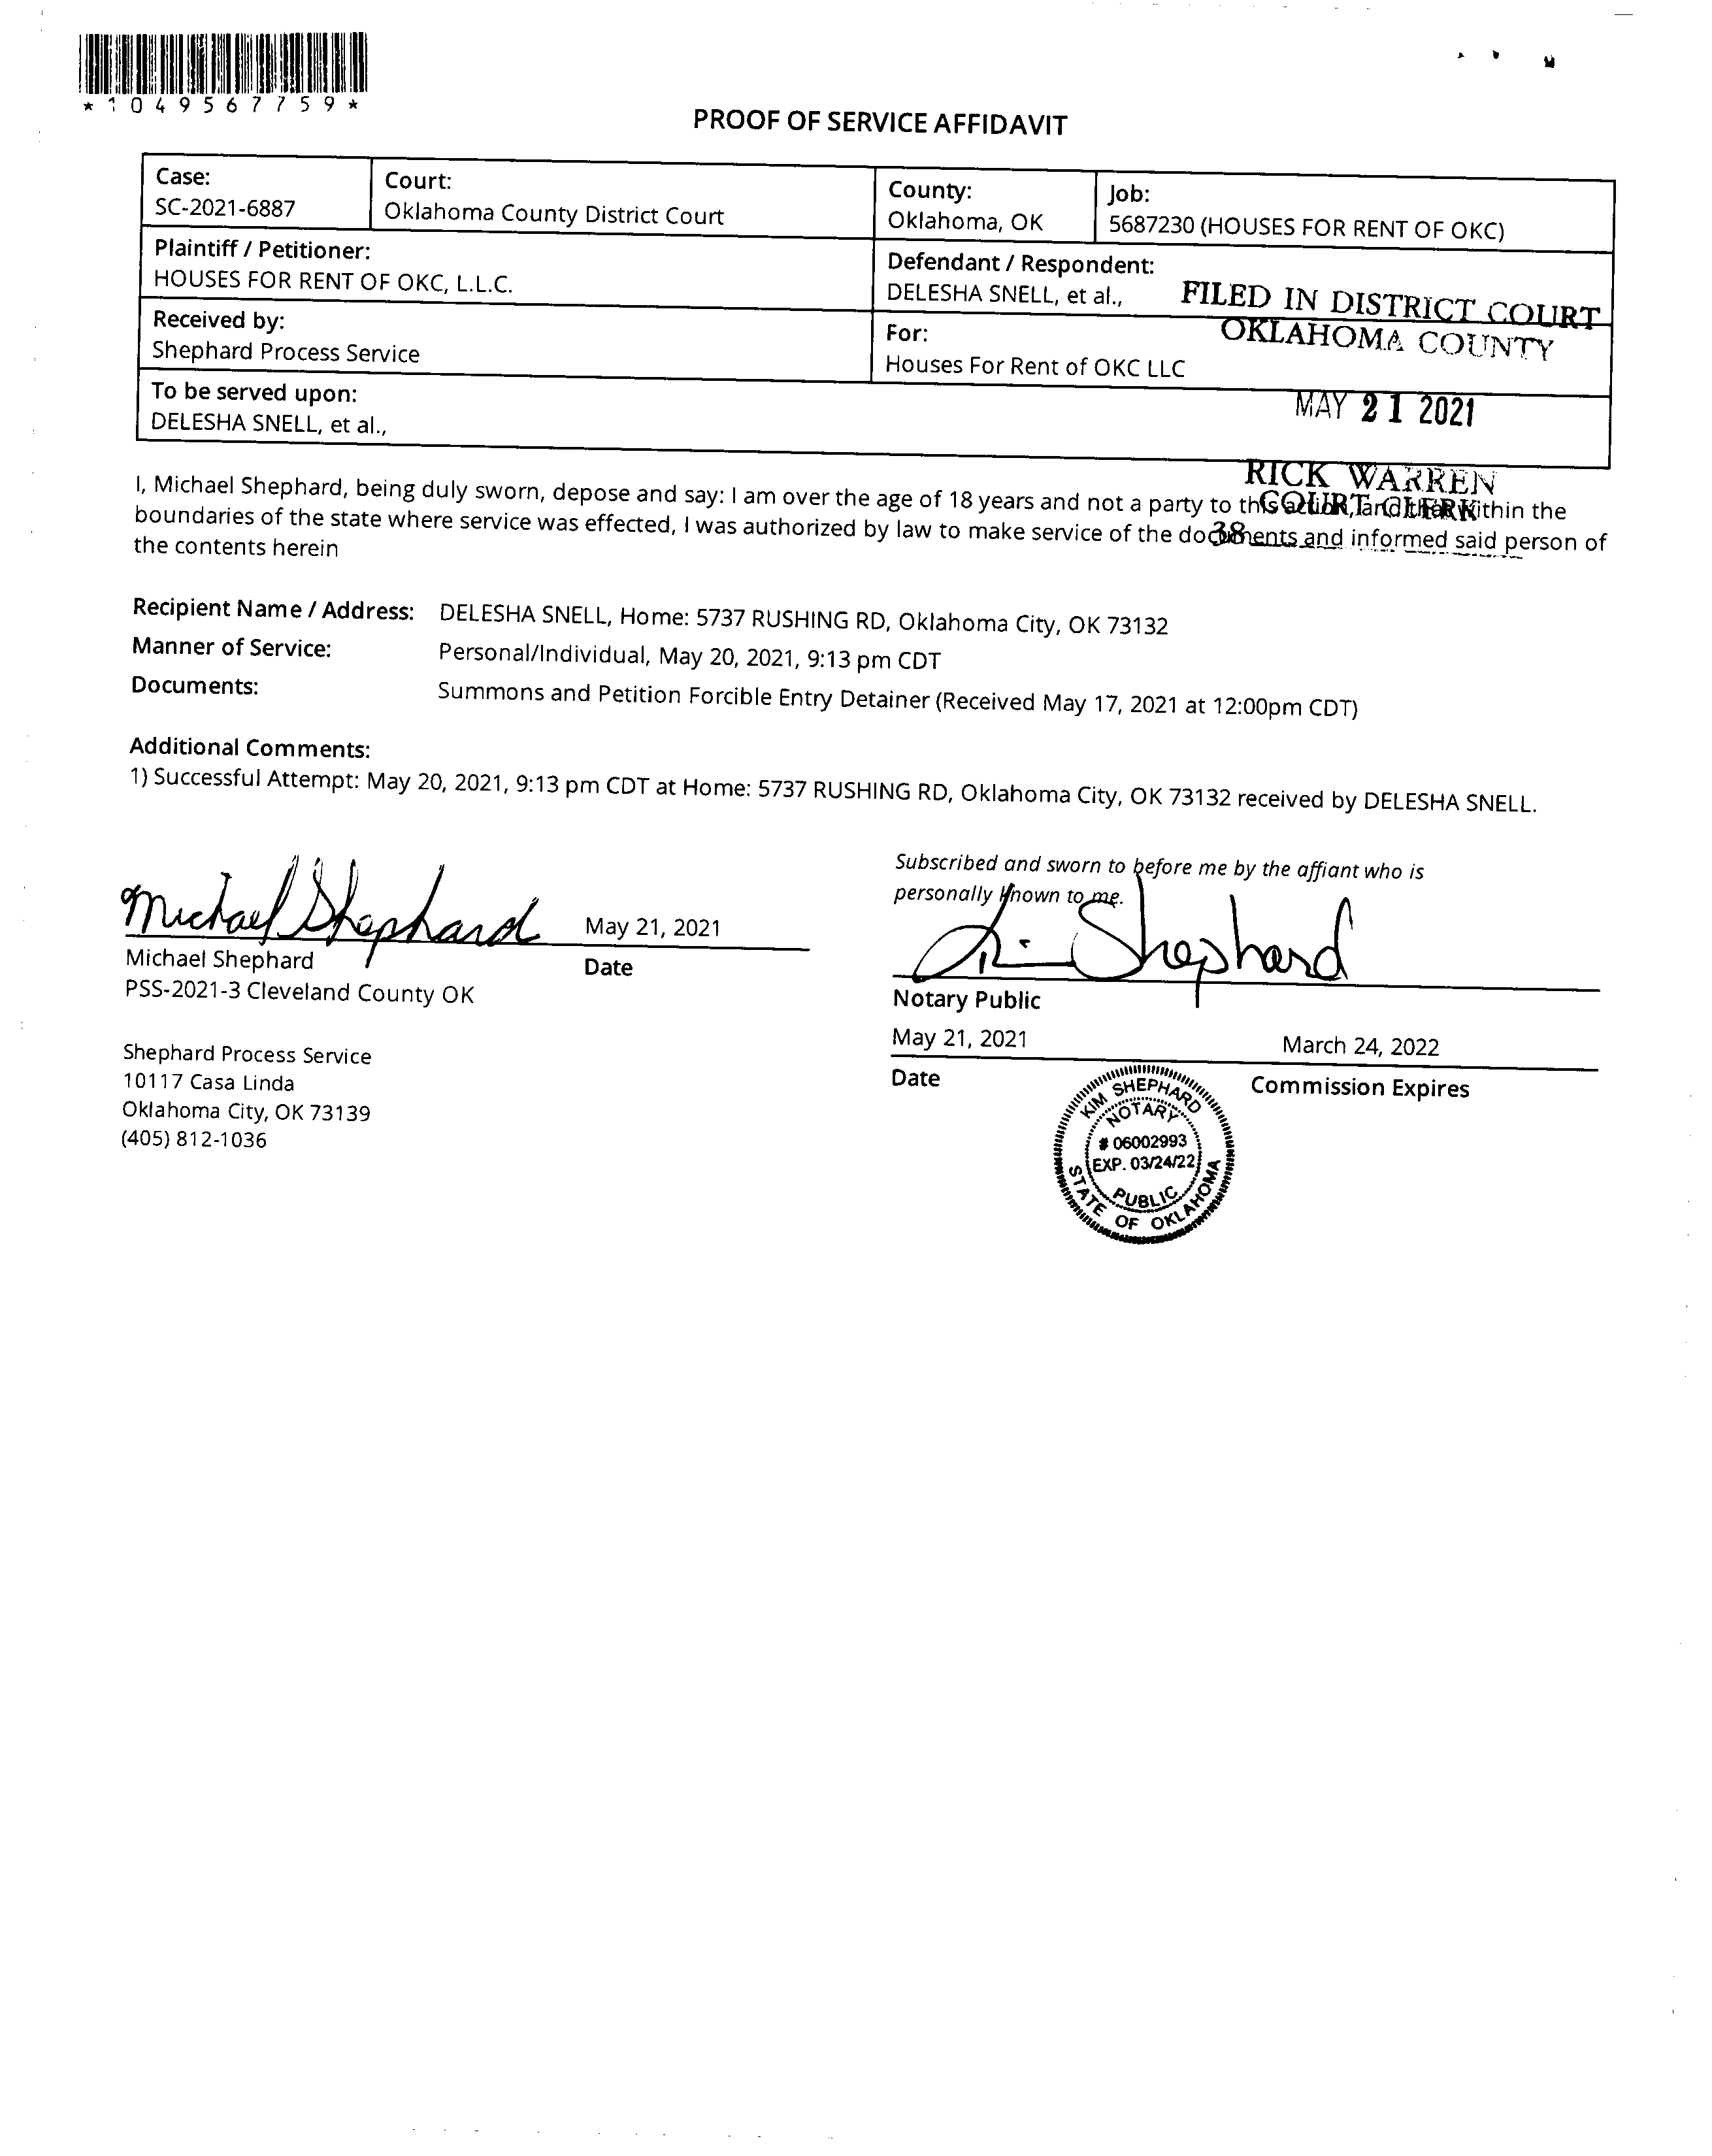 *1049567759*
PROOF OF SERVICE AFFIDAVIT
Case:
SC-2021-6887
Court:
Oklahoma County District Court
County:
Oklahoma, OK
Job:
5687230 (HOUSES FOR RENT OF OKC)
Plaintiff / Petitioner:
HOUSES FOR RENT OF OKC, L.L.C.
Defendant / Respondent:
DELESHA SNELL, et al.,
FILED IN DISTRICT COURT
OKLAHOMA COUNTY
Received by:
Shephard Process Service
For:
Houses For Rent of OKC LLC
To be served upon:
DELESHA SNELL, et al.,
MAY 21 2021
RICK WARREN
COURT CLERK
38
I, Michael Shephard, being duly sworn, depose and say: I am over the age of 18 years and not a party to this action, and that within the
boundaries of the state where service was effected, I was authorized by law to make service of the documents and informed said person of
the contents herein
Recipient Name / Address: DELESHA SNELL, Home: 5737 RUSHING RD, Oklahoma City, OK 73132
Manner of Service: Personal/Individual, May 20, 2021, 9:13 pm CDT
Documents: Summons and Petition Forcible Entry Detainer (Received May 17, 2021 at 12:00pm CDT)
Additional Comments:
1) Successful Attempt: May 20, 2021, 9:13 pm CDT at Home: 5737 RUSHING RD, Oklahoma City, OK 73132 received by DELESHA SNELL.
Michael Shephard May 21, 2021
Michael Shephard
Date
PSS-2021-3 Cleveland County OK
Shephard Process Service
10117 Casa Linda
Oklahoma City, OK 73139
(405) 812-1036
Subscribed and sworn to before me by the affiant who is
personally known to me.
Kim Shephard
Notary Public
May 21, 2021 March 24, 2022
Date Commission Expires
KIM SHEPHARD
NOTARY
# 06002993
EXP. 03/24/22
PUBLIC
STATE OF OKLAHOMA